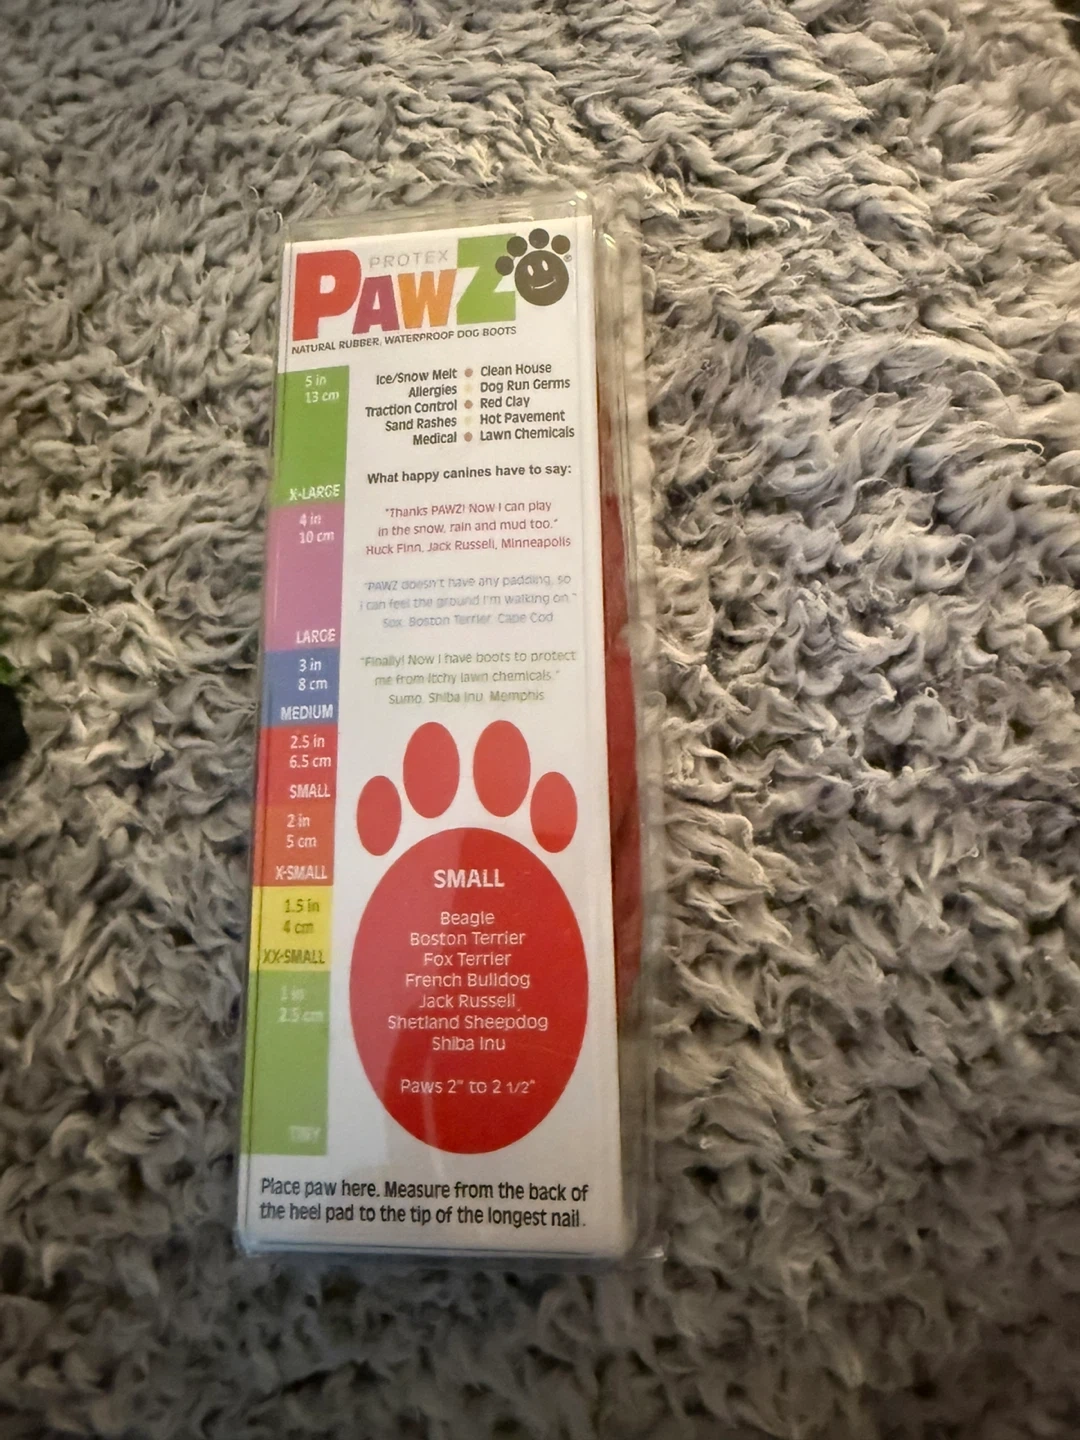 PROTEX
PAWZ®
NATURAL RUBBER, WATERPROOF DOG BOOTS
Ice/Snow Melt • Clean House
Allergies • Dog Run Germs
Traction Control • Red Clay
Sand Rashes • Hot Pavement
Medical • Lawn Chemicals
What happy canines have to say:
"Thanks PAWZ! Now I can play
in the snow, rain and mud too."
Huck Finn, Jack Russell, Minneapolis
"PAWZ doesn't have any padding, so
I can feel the ground I'm walking on."
Sox, Boston Terrier, Cape Cod
"Finally! Now I have boots to protect
me from itchy lawn chemicals."
Sumo, Shiba Inu, Memphis
5 in
13 cm
X-LARGE
4 in
10 cm
LARGE
3 in
8 cm
MEDIUM
2.5 in
6.5 cm
SMALL
2 in
5 cm
X-SMALL
1.5 in
4 cm
XX-SMALL
1 in
2.5 cm
TINY
SMALL
Beagle
Boston Terrier
Fox Terrier
French Bulldog
Jack Russell
Shetland Sheepdog
Shiba Inu
Paws 2" to 2 1/2"
Place paw here. Measure from the back of
the heel pad to the tip of the longest nail.